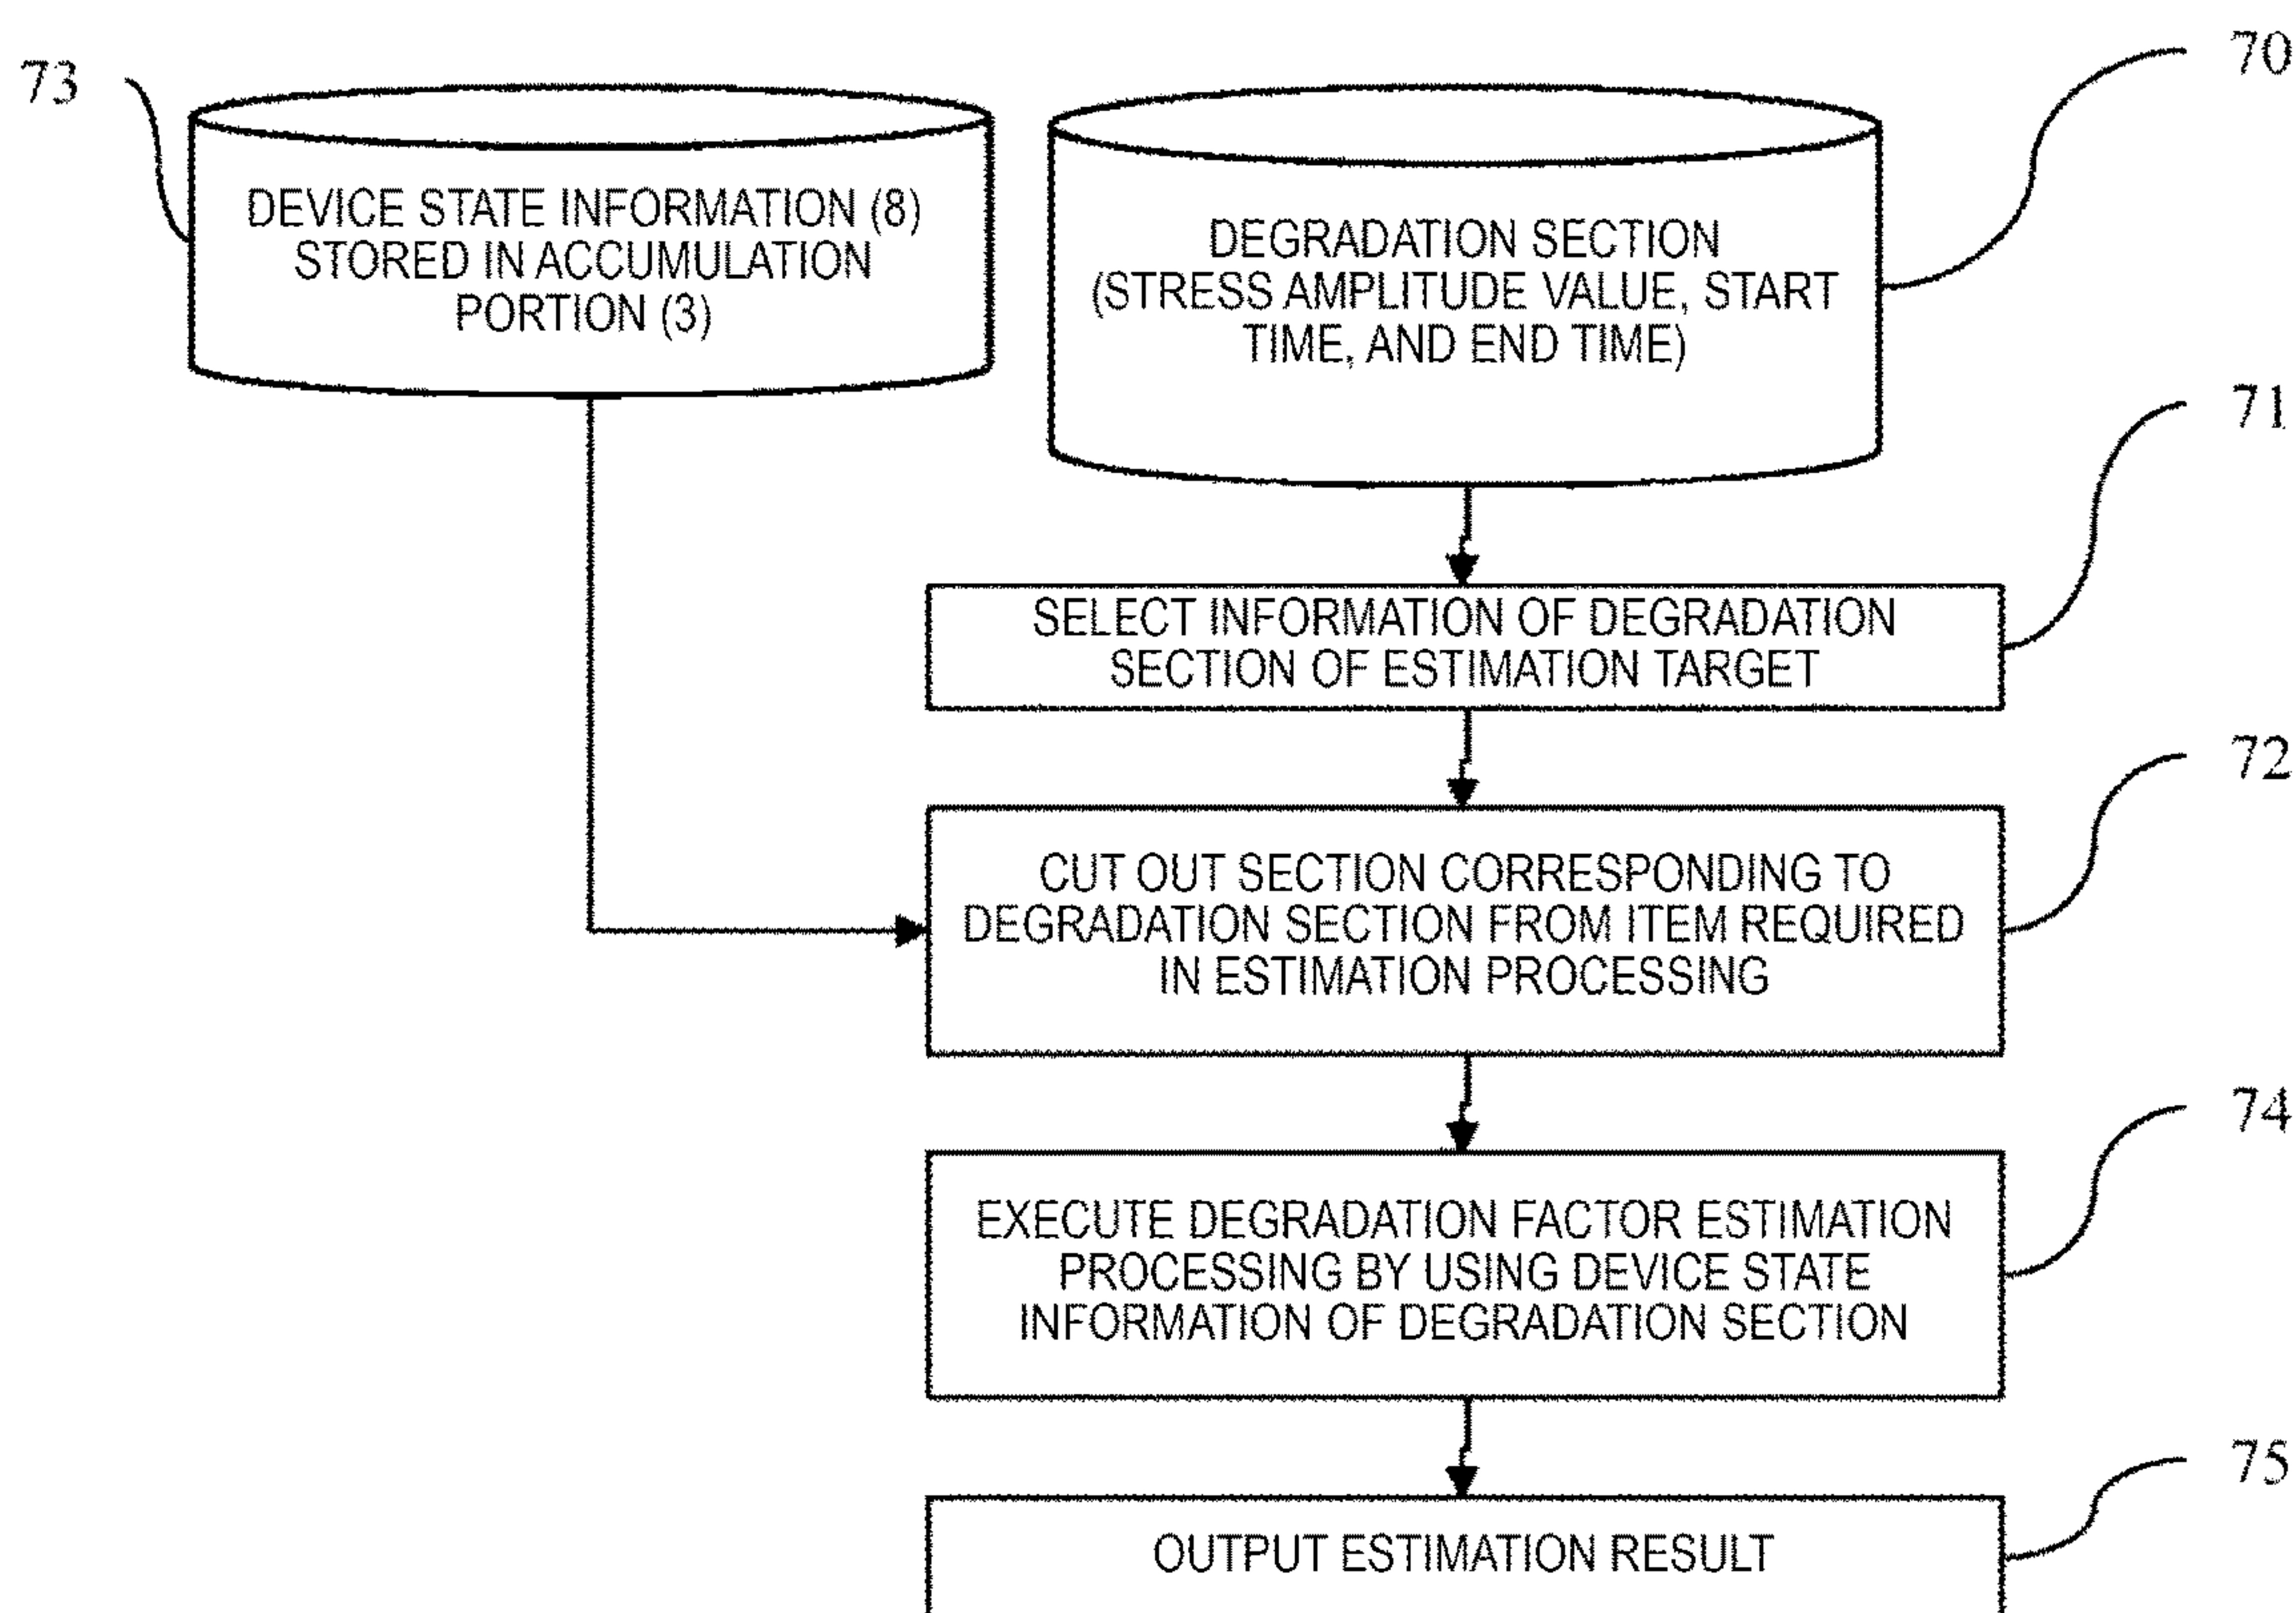 73
DEVICE STATE INFORMATION (8)
STORED IN ACCUMULATION
PORTION (3)
70
DEGRADATION SECTION
(STRESS AMPLITUDE VALUE, START
TIME, AND END TIME)
71
SELECT INFORMATION OF DEGRADATION
SECTION OF ESTIMATION TARGET
72
CUT OUT SECTION CORRESPONDING TO
DEGRADATION SECTION FROM ITEM REQUIRED
IN ESTIMATION PROCESSING
74
EXECUTE DEGRADATION FACTOR ESTIMATION
PROCESSING BY USING DEVICE STATE
INFORMATION OF DEGRADATION SECTION
75
OUTPUT ESTIMATION RESULT